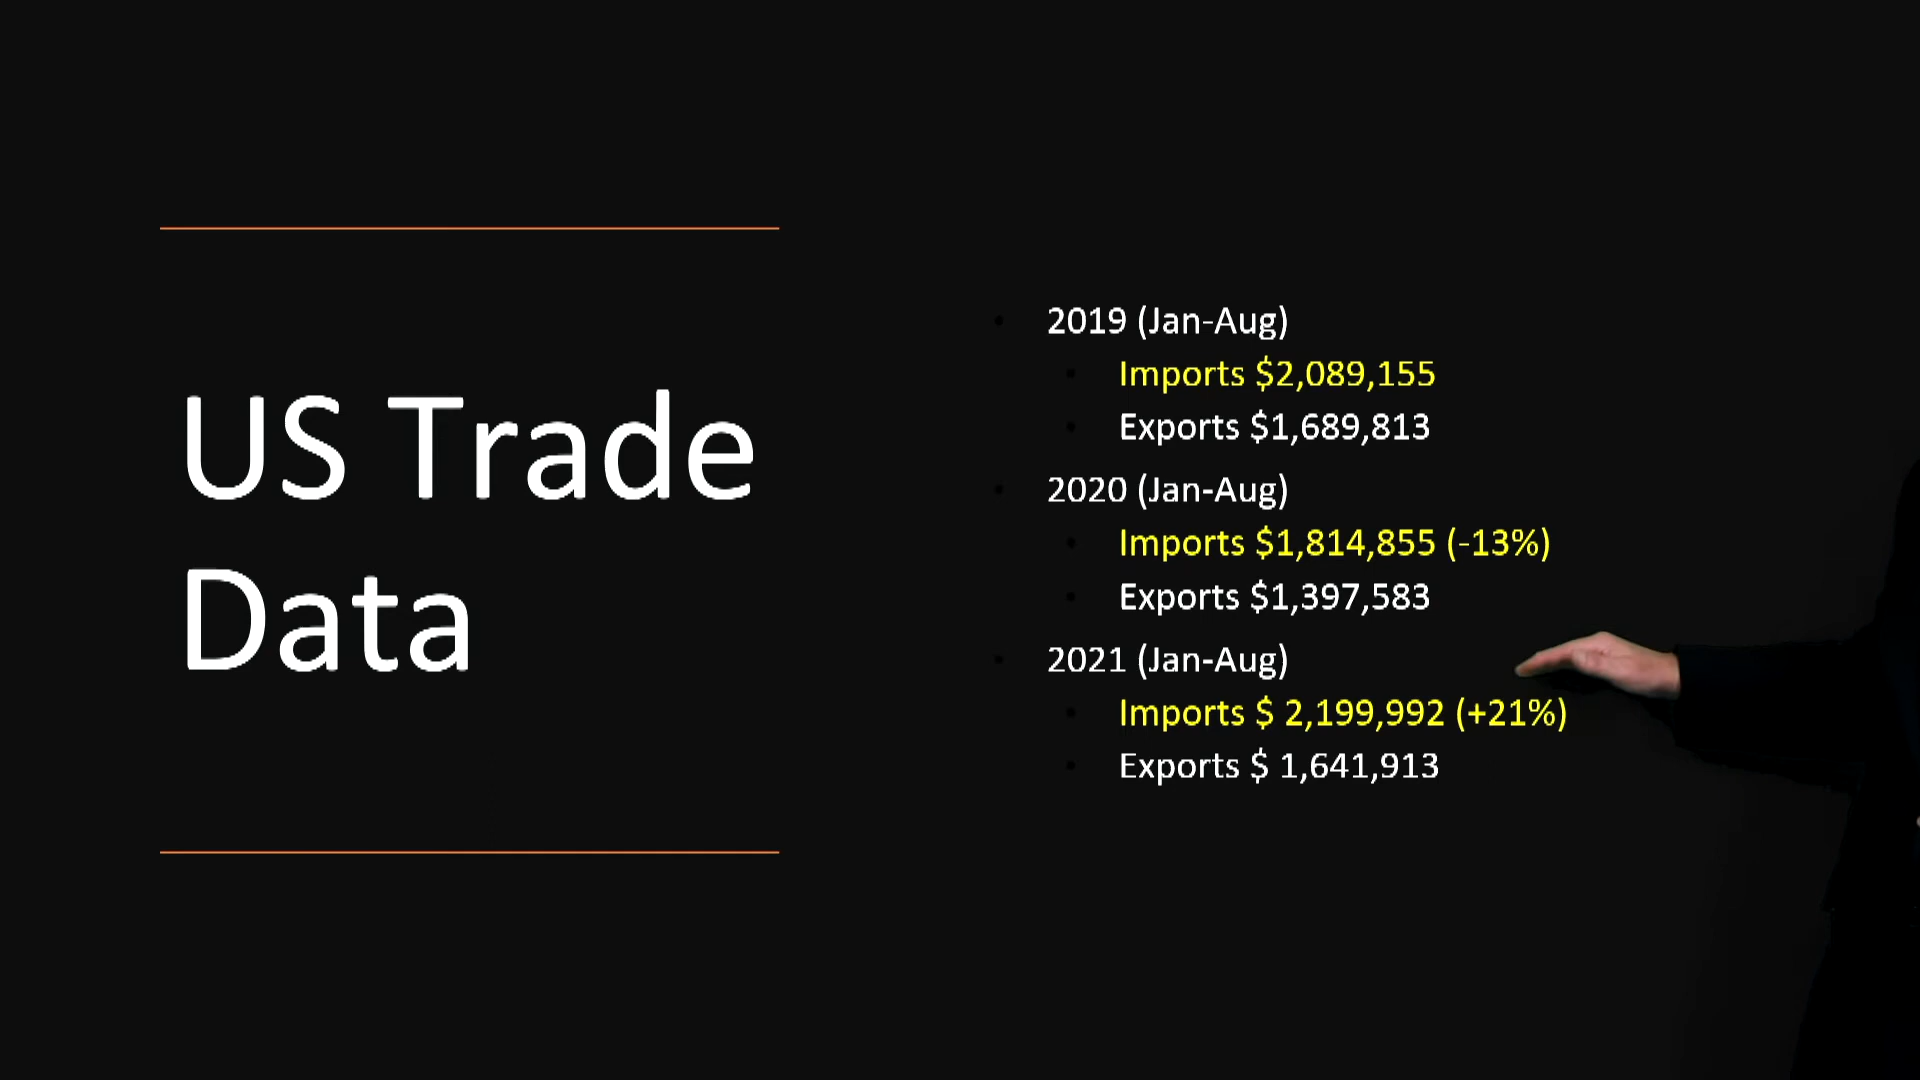 US Trade
Data
2019 (Jan-Aug)
Imports $2,089,155
Exports $1,689,813
2020 (Jan-Aug)
Imports $1,814,855 (-13%)
Exports $1,397,583
2021 (Jan-Aug)
Imports $ 2,199,992 (+21%)
Exports $ 1,641,913